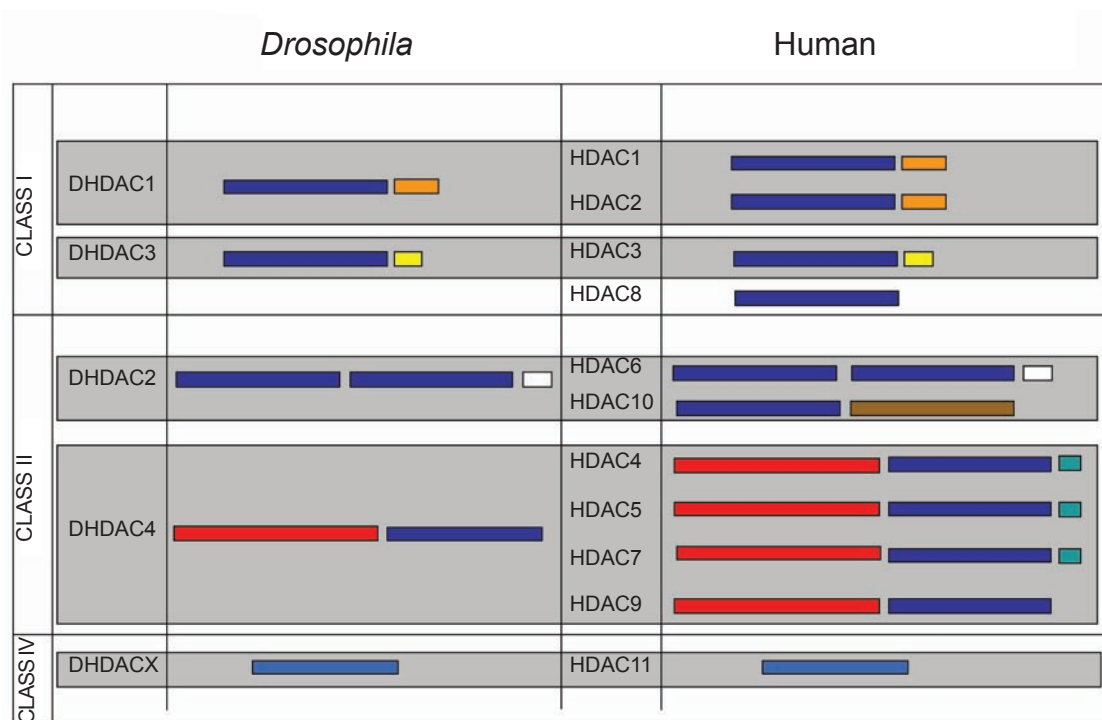 Drosophila Human
CLASS I
DHDAC1
HDAC1
HDAC2
DHDAC3 HDAC3
HDAC8
CLASS II
DHDAC2
HDAC6
HDAC10
DHDAC4
HDAC4
HDAC5
HDAC7
HDAC9
CLASS IV
DHDACX HDAC11